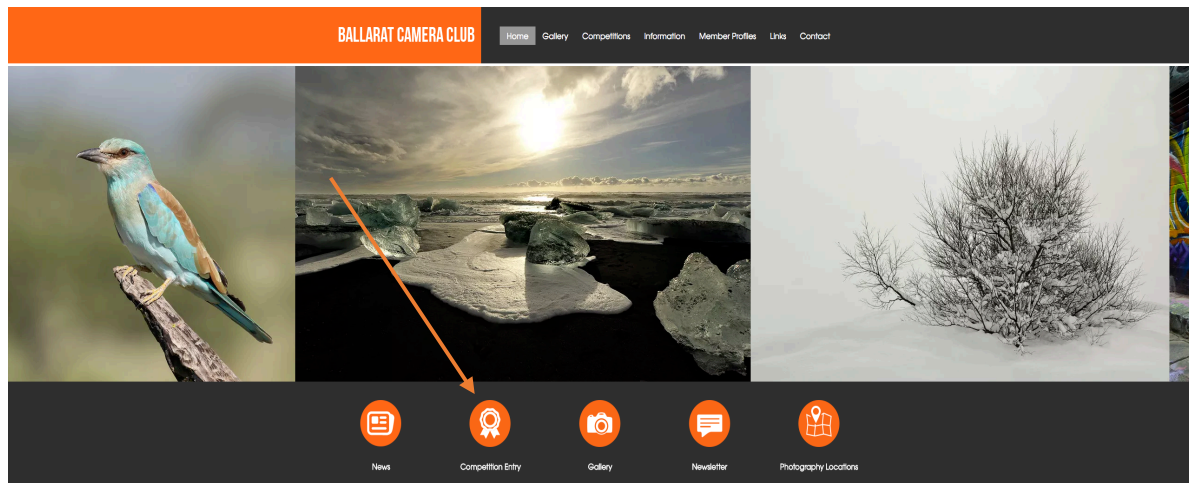 BALLARAT CAMERA CLUB
Home Gallery Competitions Information Member Profiles Links Contact
News Competition Entry Gallery Newsletter Photography Locations